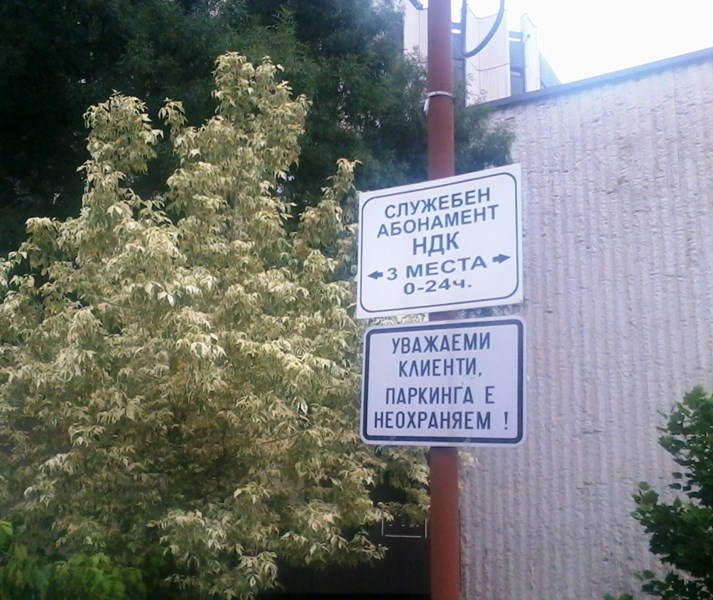 СЛУЖЕБЕН
АБОНАМЕНТ
НДК
3 МЕСТА
0-24ч.
УВАЖАЕМИ
КЛИЕНТИ,
ПАРКИНГА Е
НЕОХРАНЯЕМ !